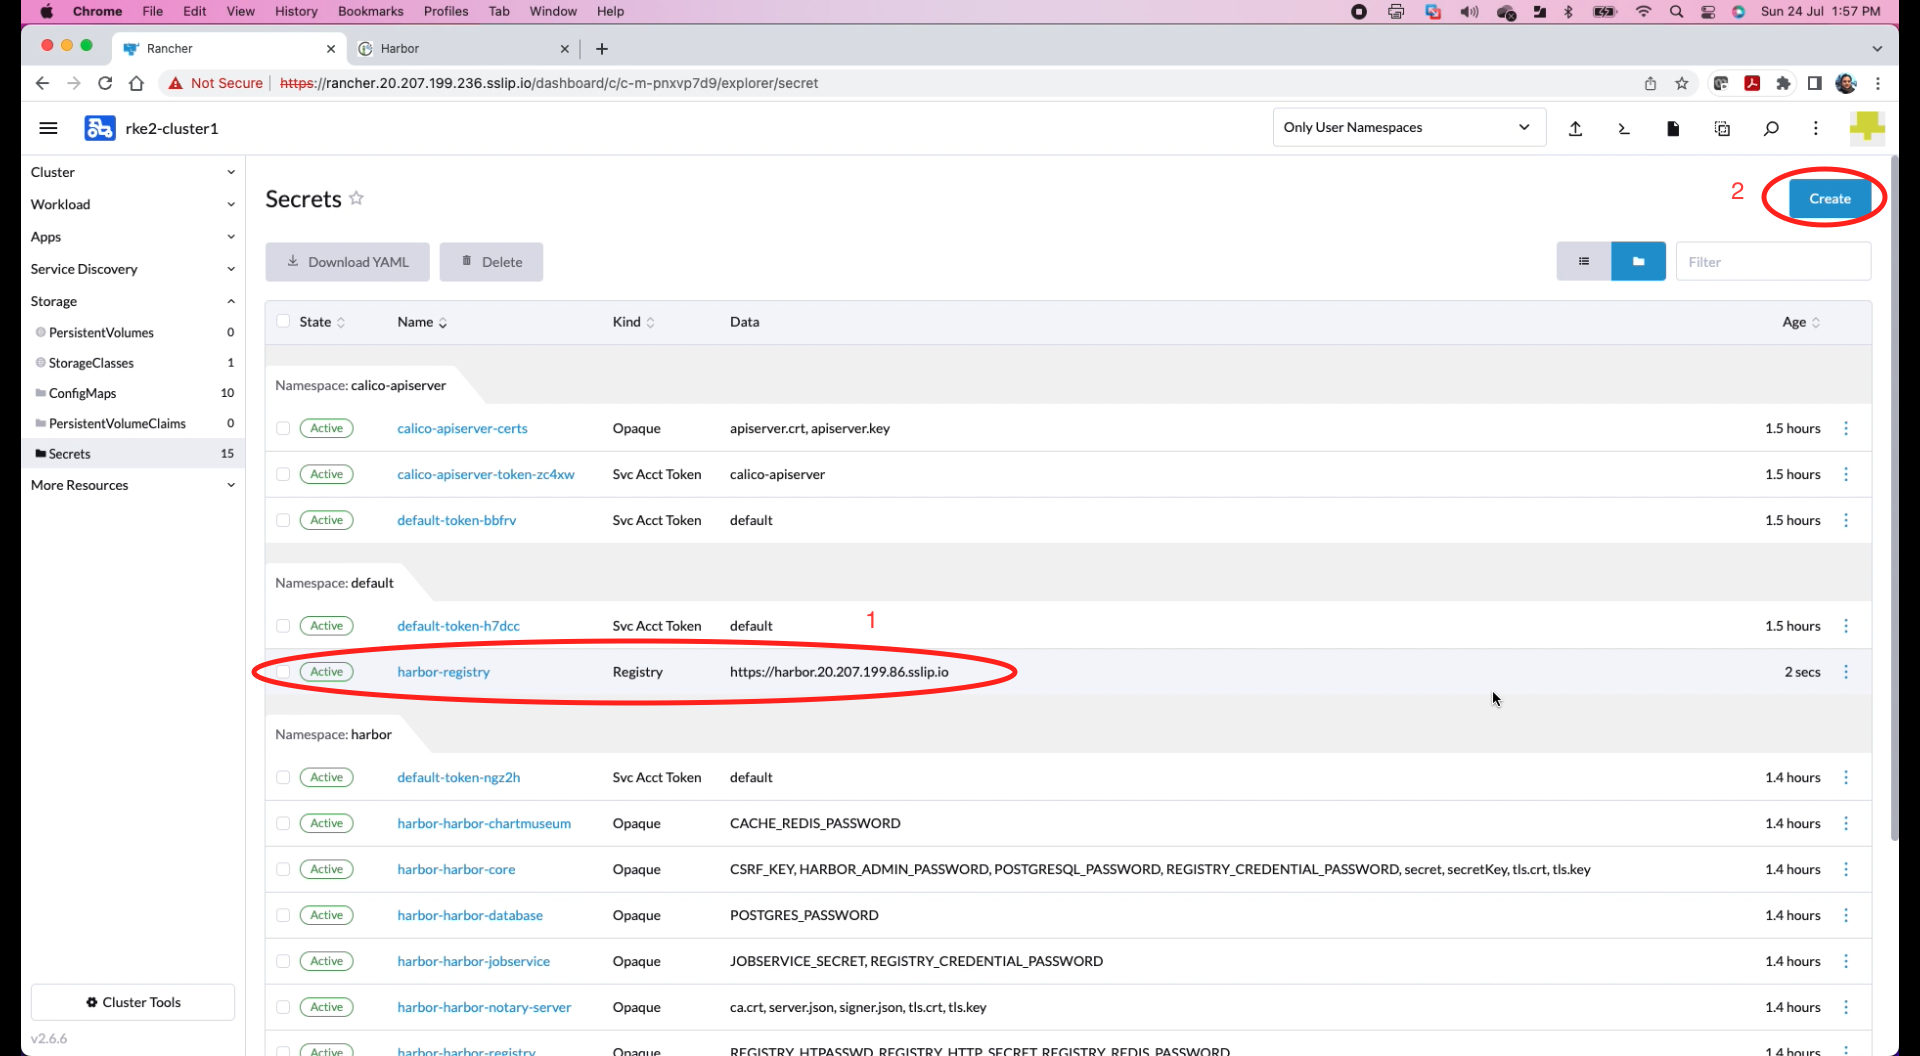 Chrome File Edit View History Bookmarks Profiles Tab Window Help Sun 24 Jul 1:57 PM
Rancher Harbor
Not Secure https://rancher.20.207.199.236.sslip.io/dashboard/c/c-m-pnxvp7d9/explorer/secret
rke2-cluster1 Only User Namespaces
Cluster
Workload
Apps
Service Discovery
Storage
PersistentVolumes 0
StorageClasses 1
ConfigMaps 10
PersistentVolumeClaims 0
Secrets 15
More Resources
Cluster Tools
v2.6.6
Secrets 2 Create
Download YAML Delete Filter
State Name Kind Data Age
Namespace: calico-apiserver
Active calico-apiserver-certs Opaque apiserver.crt, apiserver.key 1.5 hours
Active calico-apiserver-token-zc4xw Svc Acct Token calico-apiserver 1.5 hours
Active default-token-bbfrv Svc Acct Token default 1.5 hours
Namespace: default
1
Active default-token-h7dcc Svc Acct Token default 1.5 hours
Active harbor-registry Registry https://harbor.20.207.199.86.sslip.io 2 secs
Namespace: harbor
Active default-token-ngz2h Svc Acct Token default 1.4 hours
Active harbor-harbor-chartmuseum Opaque CACHE_REDIS_PASSWORD 1.4 hours
Active harbor-harbor-core Opaque CSRF_KEY, HARBOR_ADMIN_PASSWORD, POSTGRESQL_PASSWORD, REGISTRY_CREDENTIAL_PASSWORD, secret, secretKey, tls.crt, tls.key 1.4 hours
Active harbor-harbor-database Opaque POSTGRES_PASSWORD 1.4 hours
Active harbor-harbor-jobservice Opaque JOBSERVICE_SECRET, REGISTRY_CREDENTIAL_PASSWORD 1.4 hours
Active harbor-harbor-notary-server Opaque ca.crt, server.json, signer.json, tls.crt, tls.key 1.4 hours
Active harbor-harbor-registry Opaque REGISTRY_HTPASSWD, REGISTRY_HTTP_SECRET, REGISTRY_REDIS_PASSWORD 1.4 hours